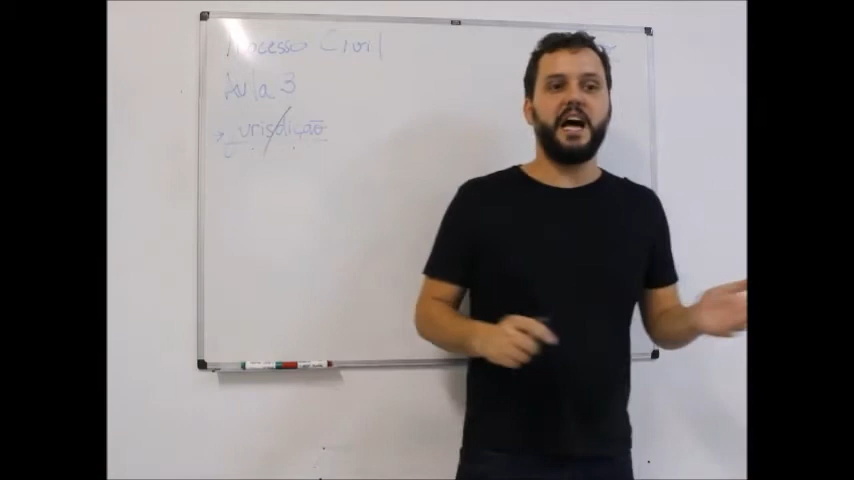 Processo Civil
Aula 3
→ Jurisdição